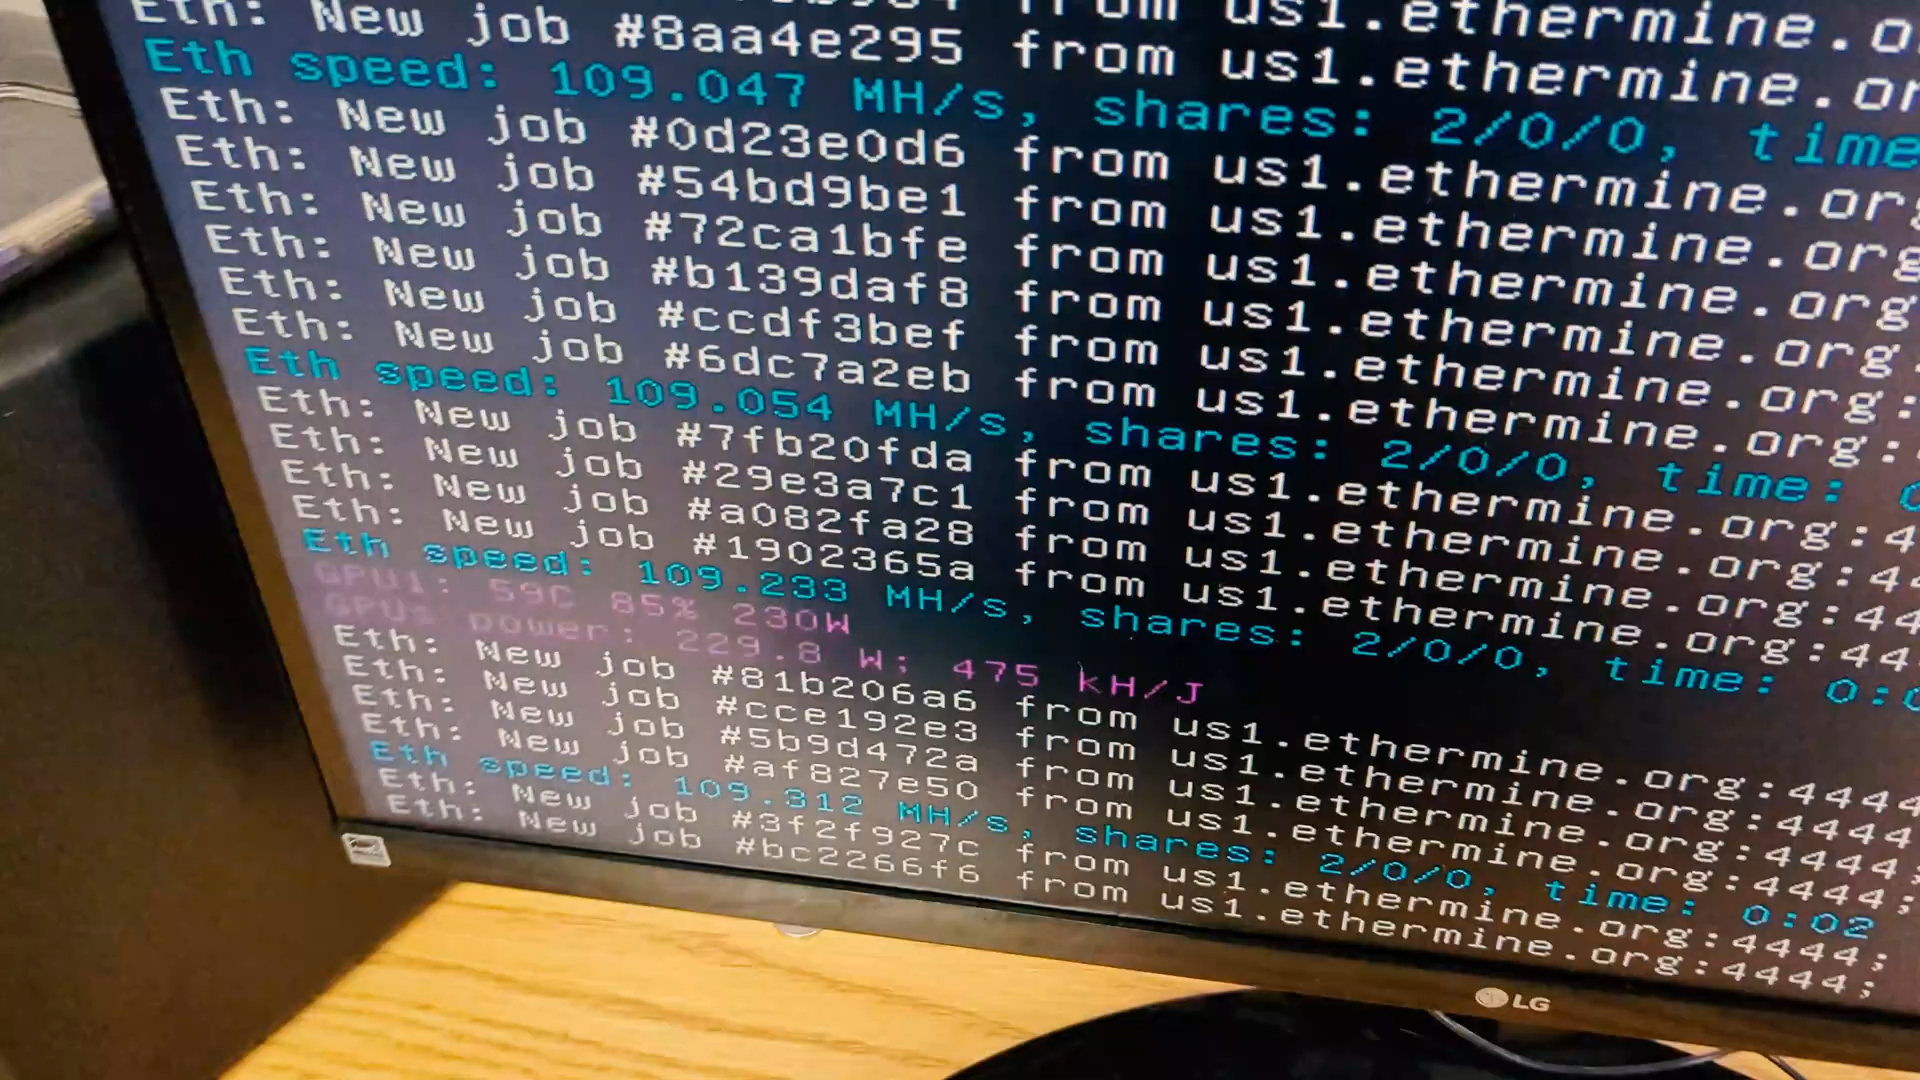 Eth: New job #8aa4e295 from us1.ethermine.or
Eth speed: 109.047 MH/s, shares: 2/0/0, time
Eth: New job #0d23e0d6 from us1.ethermine.org
Eth: New job #54bd9be1 from us1.ethermine.org
Eth: New job #72ca1bfe from us1.ethermine.org
Eth: New job #b139daf8 from us1.ethermine.org
Eth: New job #ccdf3bef from us1.ethermine.org:
Eth: New job #6dc7a2eb from us1.ethermine.org:
Eth speed: 109.054 MH/s, shares: 2/0/0, time: 0
Eth: New job #7fb20fda from us1.ethermine.org:4
Eth: New job #29e3a7c1 from us1.ethermine.org:44
Eth: New job #a082fa28 from us1.ethermine.org:44
Eth: New job #1902365a from us1.ethermine.org:44
Eth speed: 109.233 MH/s, shares: 2/0/0, time: 0:0
GPU1: 59C 85% 230W
GPUs power: 229.8 W; 475 kH/J
Eth: New job #81b206a6 from us1.ethermine.org:4444
Eth: New job #cce192e3 from us1.ethermine.org:4444
Eth: New job #5b9d472a from us1.ethermine.org:4444;
Eth: New job #af827e50 from us1.ethermine.org:4444;
Eth speed: 109.312 MH/s, shares: 2/0/0, time: 0:02
Eth: New job #3f2f927c from us1.ethermine.org:4444;
Eth: New job #bc2266f6 from us1.ethermine.org:4444;
LG